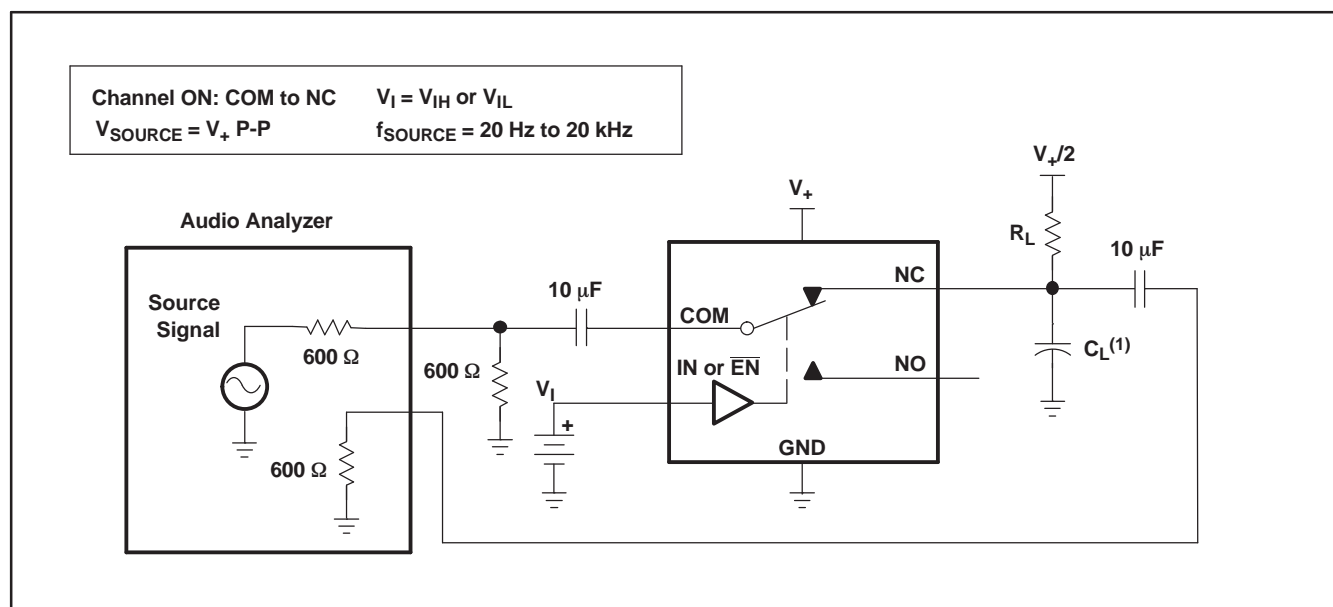 Channel ON: COM to NC
V_I = V_IH or V_IL
V_SOURCE = V_+ P-P
f_SOURCE = 20 Hz to 20 kHz
V_+/2
V_+
Audio Analyzer
R_L
10 μF
NC
10 μF
Source
Signal
COM
600 Ω
600 Ω
IN or E̅N̅
NO
C_L(1)
V_I
+
600 Ω
GND